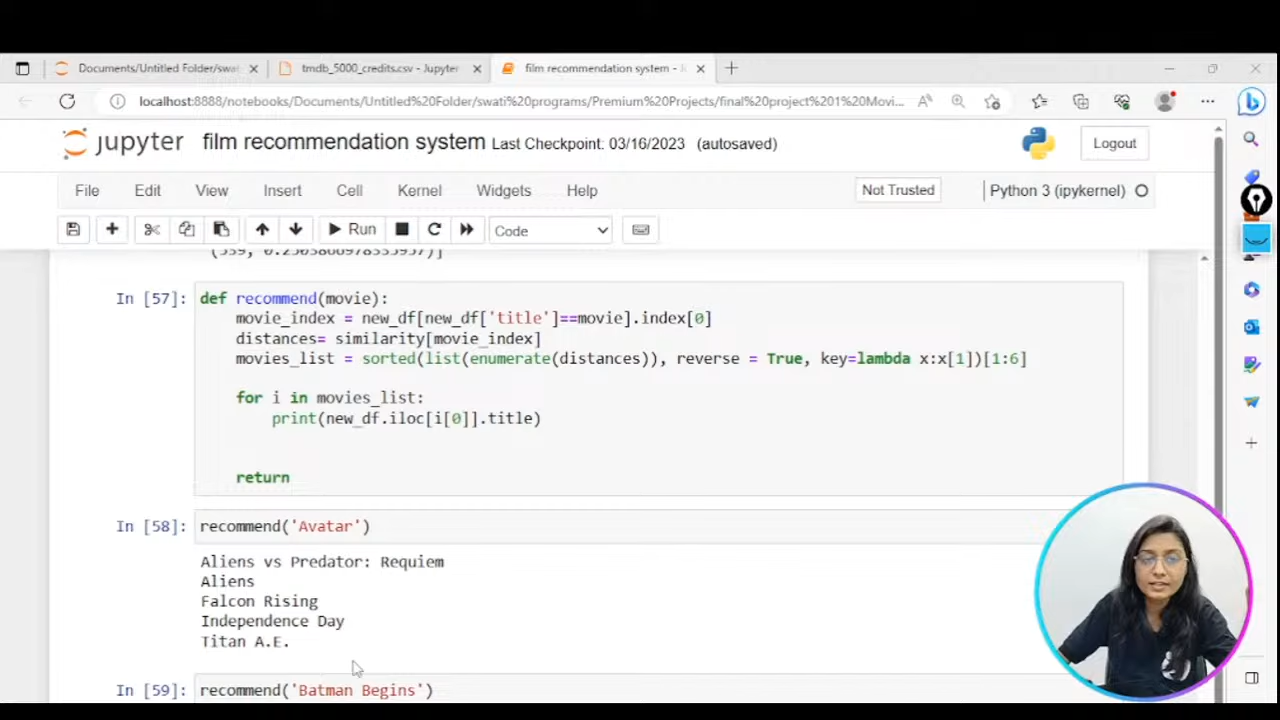 Documents/Untitled Folder/swat
tmdb_5000_credits.csv - Jupyter
film recommendation system - J
localhost:8888/notebooks/Documents/Untitled%20Folder/swati%20programs/Premium%20Projects/final%20project%201%20Movi...
jupyter film recommendation system Last Checkpoint: 03/16/2023 (autosaved)
Logout
File Edit View Insert Cell Kernel Widgets Help
Not Trusted
Python 3 (ipykernel)
Run
Code
In [57]: def recommend(movie):
movie_index = new_df[new_df['title']==movie].index[0]
distances= similarity[movie_index]
movies_list = sorted(list(enumerate(distances)), reverse = True, key=lambda x:x[1])[1:6]
for i in movies_list:
print(new_df.iloc[i[0]].title)
return
In [58]: recommend('Avatar')
Aliens vs Predator: Requiem
Aliens
Falcon Rising
Independence Day
Titan A.E.
In [59]: recommend('Batman Begins')